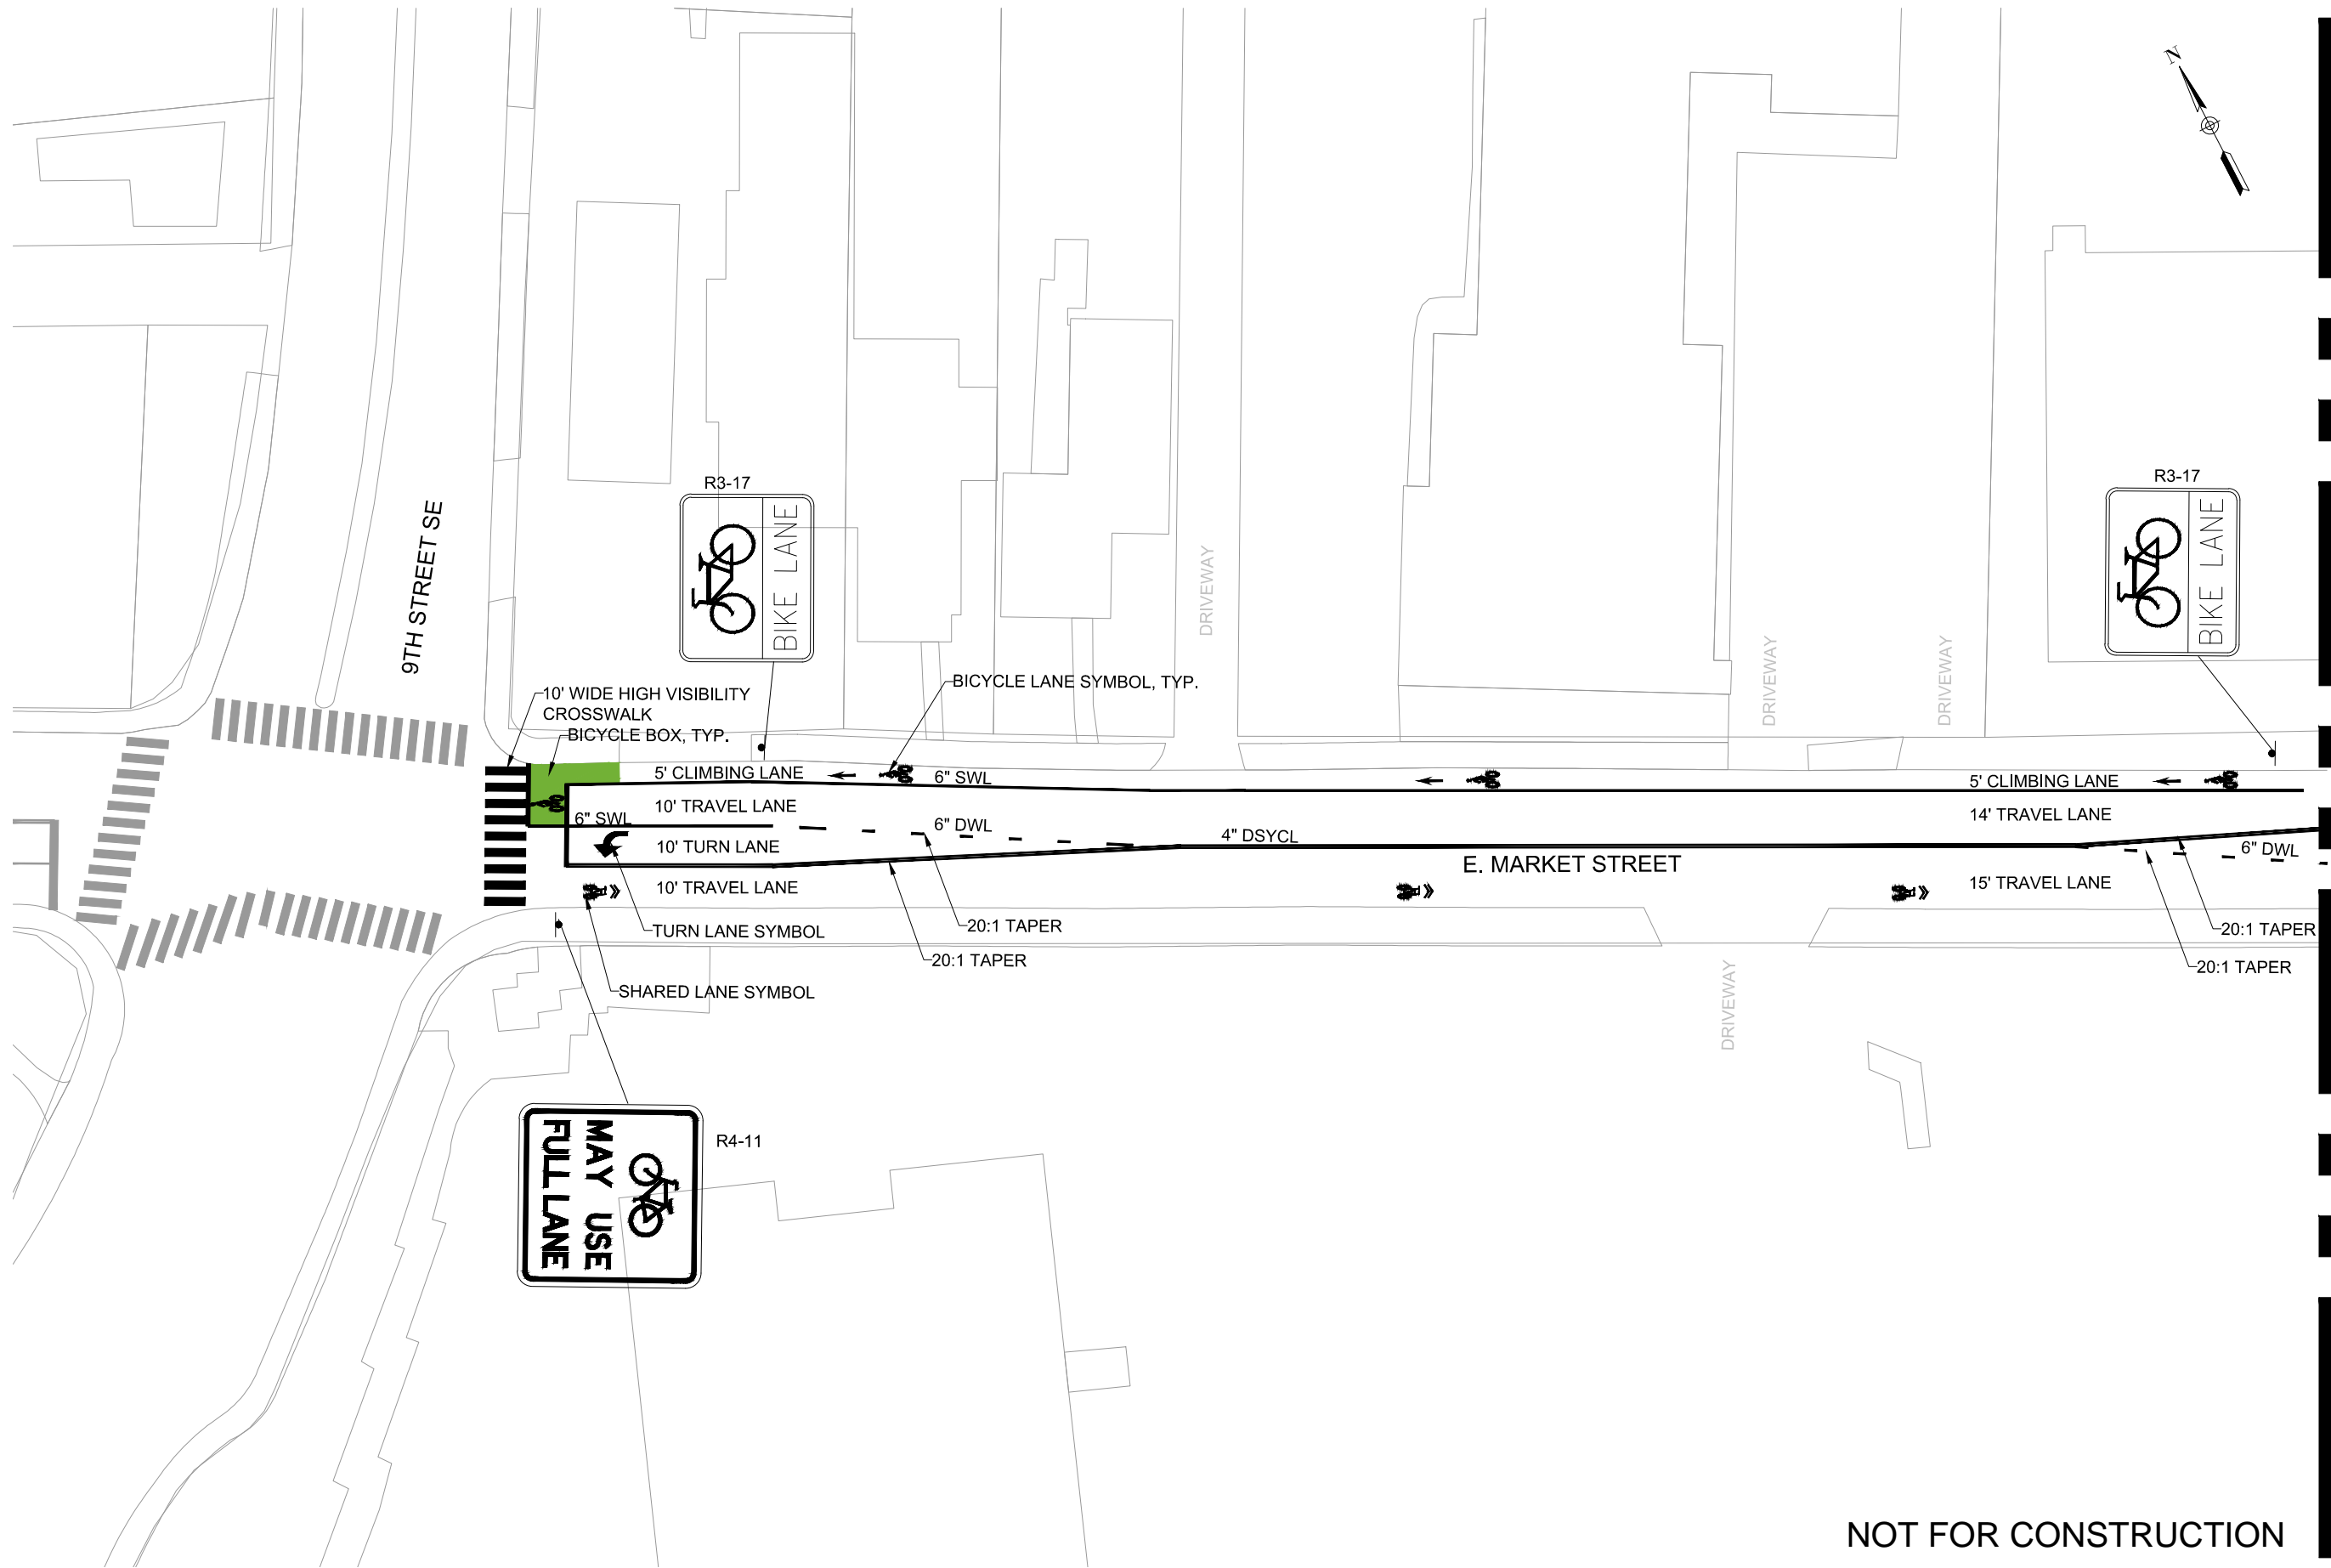 N
R3-17
BIKE LANE
R3-17
BIKE LANE
9TH STREET SE
DRIVEWAY
DRIVEWAY
DRIVEWAY
10' WIDE HIGH VISIBILITY
CROSSWALK
BICYCLE BOX, TYP.
BICYCLE LANE SYMBOL, TYP.
5' CLIMBING LANE
6" SWL
5' CLIMBING LANE
10' TRAVEL LANE
14' TRAVEL LANE
6" SWL
6" DWL
4" DSYCL
10' TURN LANE
6" DWL
E. MARKET STREET
10' TRAVEL LANE
15' TRAVEL LANE
TURN LANE SYMBOL
20:1 TAPER
20:1 TAPER
20:1 TAPER
20:1 TAPER
SHARED LANE SYMBOL
DRIVEWAY
R4-11
MAY USE
FULL LANE
NOT FOR CONSTRUCTION